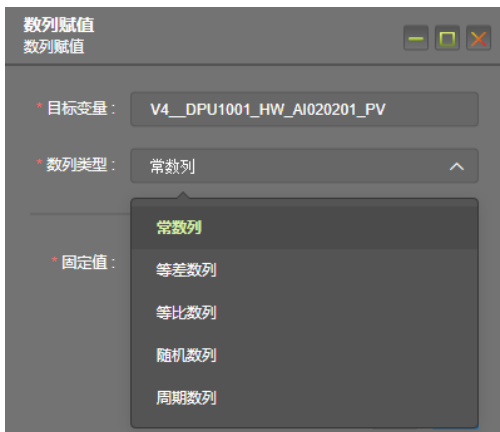 数列赋值
数列赋值
* 目标变量 : V4__DPU1001_HW_AI020201_PV
* 数列类型 : 常数列
常数列
* 固定值 :
等差数列
等比数列
随机数列
周期数列